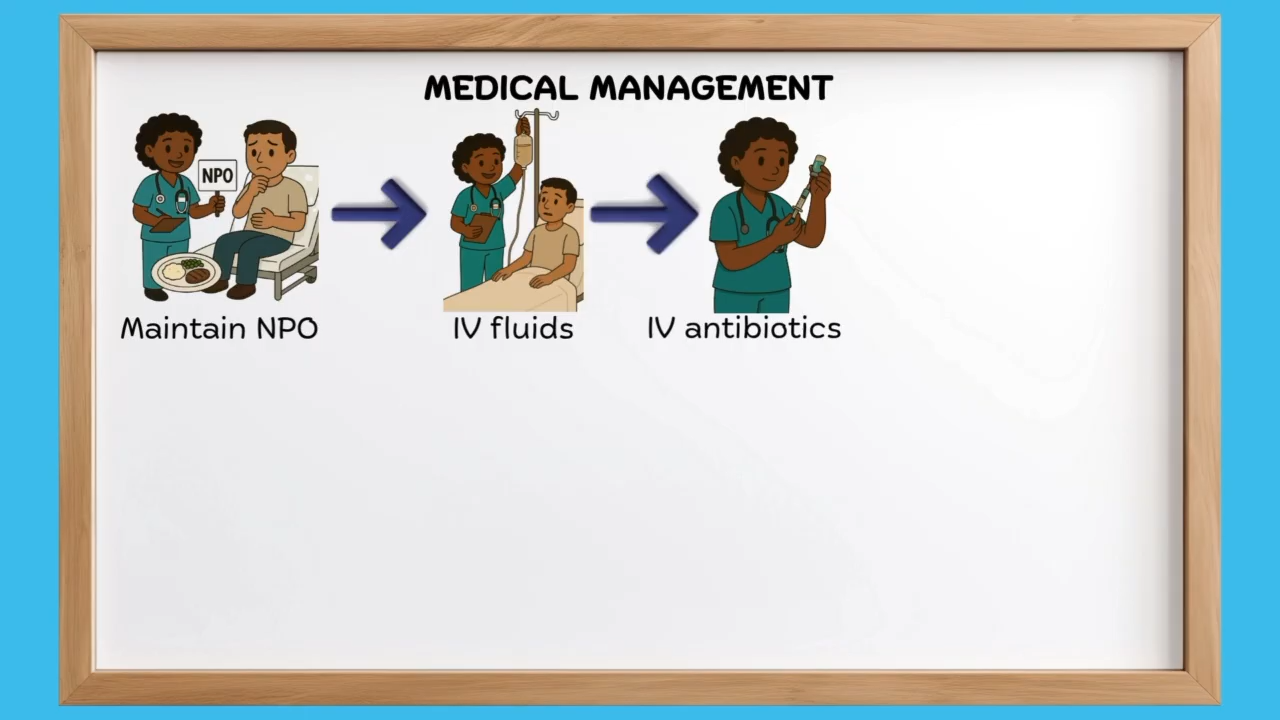 MEDICAL MANAGEMENT
NPO
Maintain NPO
IV fluids
IV antibiotics